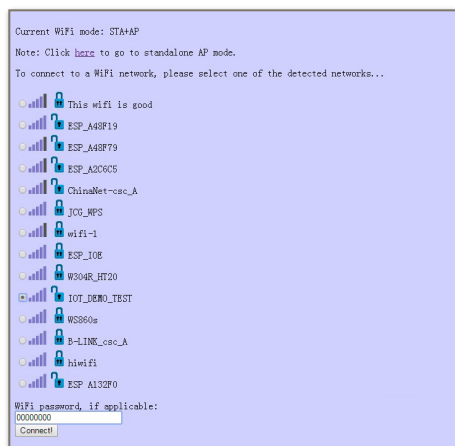 Current WiFi mode: STA+AP
Note: Click here to go to standalone AP mode.
To connect to a WiFi network, please select one of the detected networks...
This wifi is good
ESP_A48F19
ESP_A48F79
ESP_A2C6C5
ChinaNet-csc_A
JCG_WPS
wifi-1
ESP_IOE
W304R_HT20
IOT_DEMO_TEST
WS860s
B-LINK_csc_A
hiwifi
ESP_A132F0
WiFi password, if applicable:
00000000
Connect!